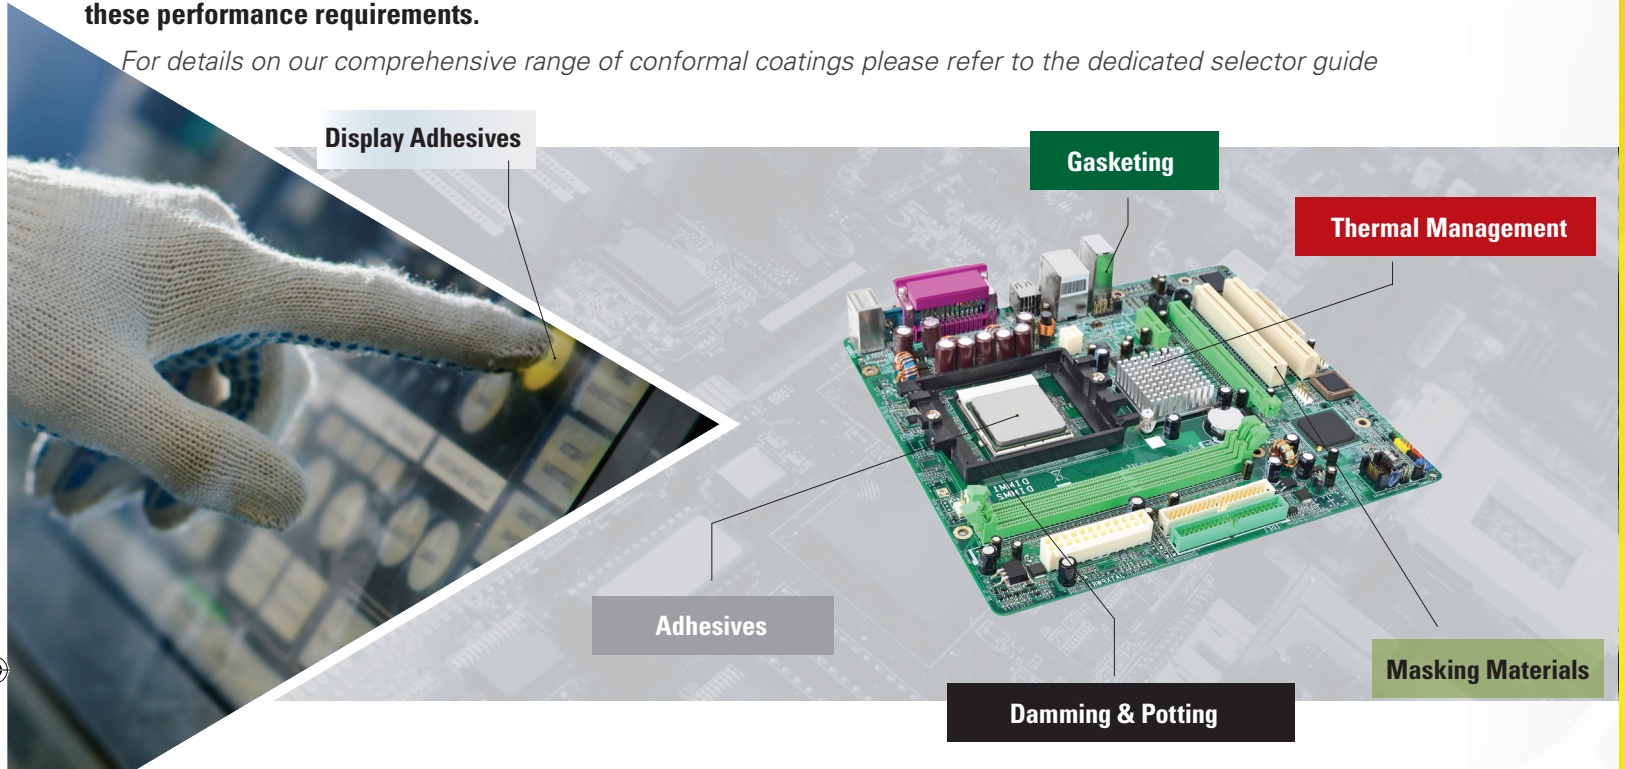 these performance requirements.
For details on our comprehensive range of conformal coatings please refer to the dedicated selector guide
Display Adhesives
Gasketing
Thermal Management
Adhesives
Masking Materials
Damming & Potting